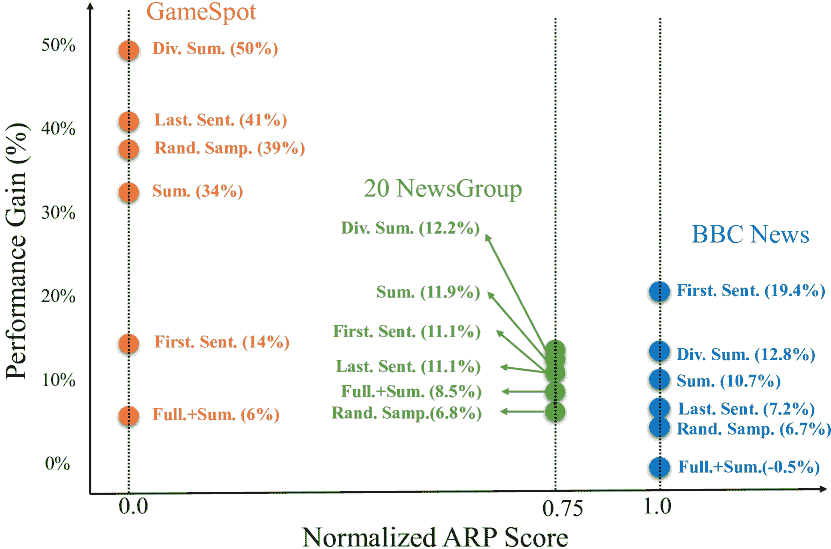 GameSpot
50%
Div. Sum. (50%)
40%
Last. Sent. (41%)
Rand. Samp. (39%)
Sum. (34%)
30%
20 NewsGroup
Div. Sum. (12.2%)
BBC News
Sum. (11.9%)
First. Sent. (19.4%)
20%
First. Sent. (11.1%)
First. Sent. (14%)
Last. Sent. (11.1%)
Div. Sum. (12.8%)
10%
Full.+Sum. (8.5%)
Sum. (10.7%)
Full.+Sum. (6%)
Rand. Samp.(6.8%)
Last. Sent. (7.2%)
Rand. Samp. (6.7%)
0%
Full.+Sum.(-0.5%)
0.0
0.75
1.0
Normalized ARP Score
Performance Gain (%)